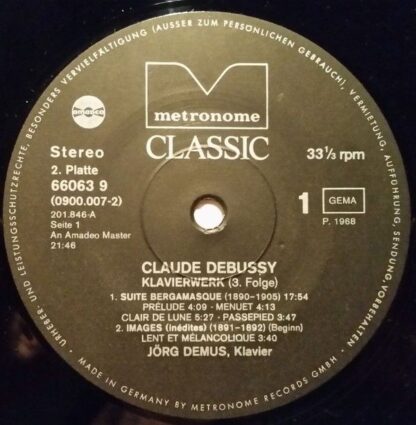 URHEBER- UND LEISTUNGSSCHUTZRECHTE, BESONDERS VERVIELFÄLTIGUNG (AUSSER ZUM PERSÖNLICHEN GEBRAUCH), VERMIETUNG, AUFFÜHRUNG, SENDUNG VORBEHALTEN
amadeo
metronome
CLASSIC
Stereo
2. Platte
66063 9
(0900.007-2)
201.846-A
Seite 1
An Amadeo Master
21:46
33⅓ rpm
1
GEMA
P. 1968
CLAUDE DEBUSSY
KLAVIERWERK (3. Folge)
1. SUITE BERGAMASQUE (1890-1905) 17:54
PRÉLUDE 4:09 - MENUET 4:13
CLAIR DE LUNE 5:27 - PASSEPIED 3:47
2. IMAGES (inédites) (1891-1892) (Beginn)
LENT ET MÉLANCOLIQUE 3:40
JÖRG DEMUS, Klavier
MADE IN GERMANY BY METRONOME RECORDS GMBH